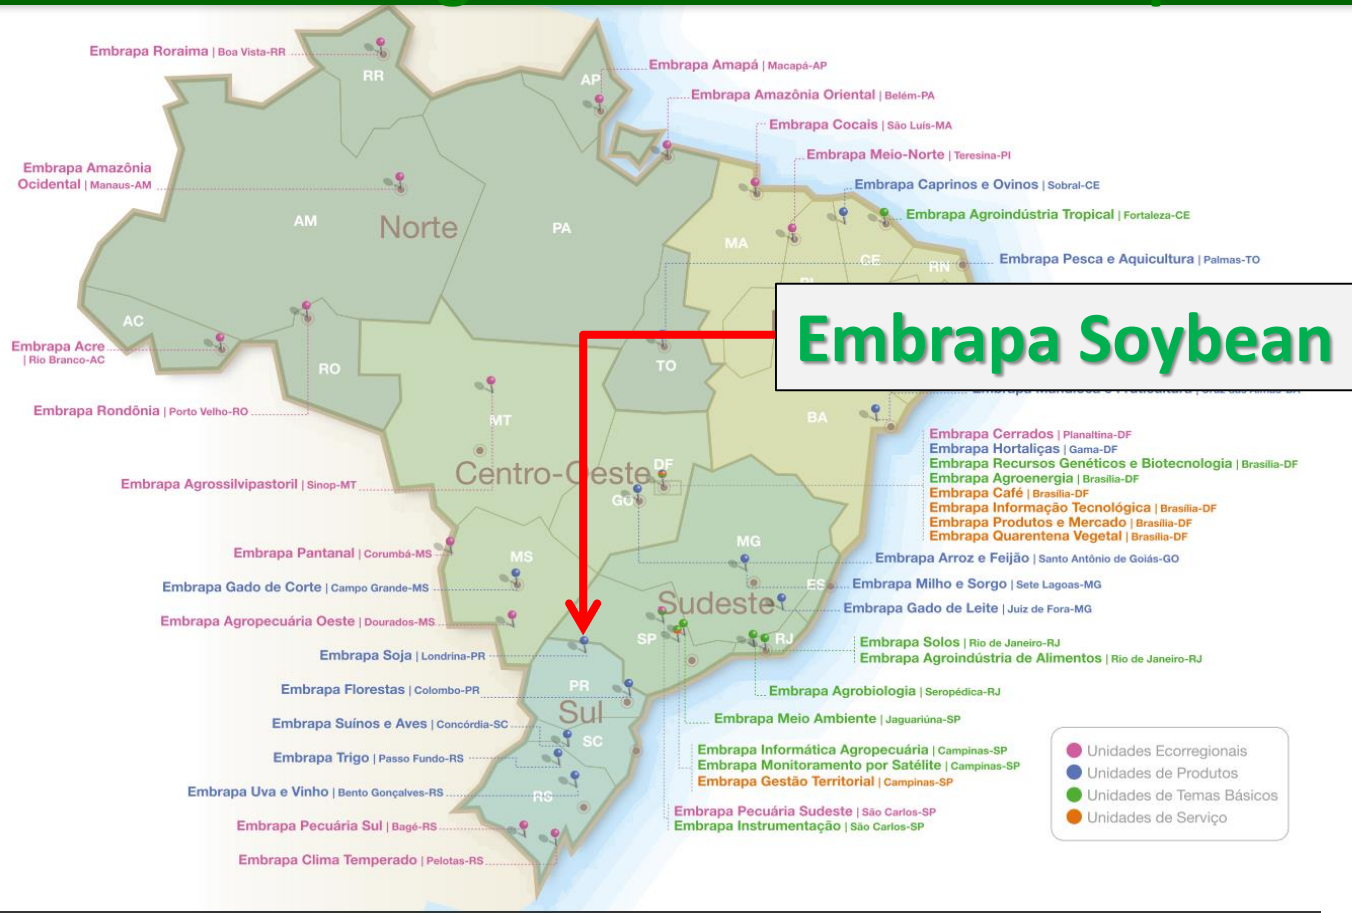 Embrapa Roraima | Boa Vista-RR
RR
AP
Embrapa Amapá | Macapá-AP
Embrapa Amazônia Oriental | Belém-PA
Embrapa Cocais | São Luís-MA
Embrapa Meio-Norte | Teresina-PI
Embrapa Amazônia
Ocidental | Manaus-AM
Embrapa Caprinos e Ovinos | Sobral-CE
Embrapa Agroindústria Tropical | Fortaleza-CE
AM
Norte
PA
MA
CE
RN
Embrapa Pesca e Aquicultura | Palmas-TO
AC
Embrapa Acre
| Rio Branco-AC
RO
TO
Embrapa Soybean
Embrapa Rondônia | Porto Velho-RO
MT
BA
Embrapa Cerrados | Planaltina-DF
Embrapa Hortaliças | Gama-DF
Embrapa Recursos Genéticos e Biotecnologia | Brasília-DF
Embrapa Agroenergia | Brasília-DF
Embrapa Café | Brasília-DF
Embrapa Informação Tecnológica | Brasília-DF
Embrapa Produtos e Mercado | Brasília-DF
Embrapa Quarentena Vegetal | Brasília-DF
Centro-Oeste
DF
GO
Embrapa Agrossilvipastoril | Sinop-MT
Embrapa Pantanal | Corumbá-MS
MS
MG
Embrapa Arroz e Feijão | Santo Antônio de Goiás-GO
Embrapa Gado de Corte | Campo Grande-MS
ES
Embrapa Milho e Sorgo | Sete Lagoas-MG
Sudeste
Embrapa Gado de Leite | Juiz de Fora-MG
Embrapa Agropecuária Oeste | Dourados-MS
SP
RJ
Embrapa Solos | Rio de Janeiro-RJ
Embrapa Agroindústria de Alimentos | Rio de Janeiro-RJ
Embrapa Soja | Londrina-PR
Embrapa Florestas | Colombo-PR
PR
Embrapa Agrobiologia | Seropédica-RJ
Sul
Embrapa Meio Ambiente | Jaguariúna-SP
Embrapa Suínos e Aves | Concórdia-SC
SC
Embrapa Informática Agropecuária | Campinas-SP
Embrapa Monitoramento por Satélite | Campinas-SP
Embrapa Gestão Territorial | Campinas-SP
Embrapa Trigo | Passo Fundo-RS
Embrapa Uva e Vinho | Bento Gonçalves-RS
RS
Embrapa Pecuária Sudeste | São Carlos-SP
Embrapa Instrumentação | São Carlos-SP
Embrapa Pecuária Sul | Bagé-RS
Embrapa Clima Temperado | Pelotas-RS
Unidades Ecorregionais
Unidades de Produtos
Unidades de Temas Básicos
Unidades de Serviço